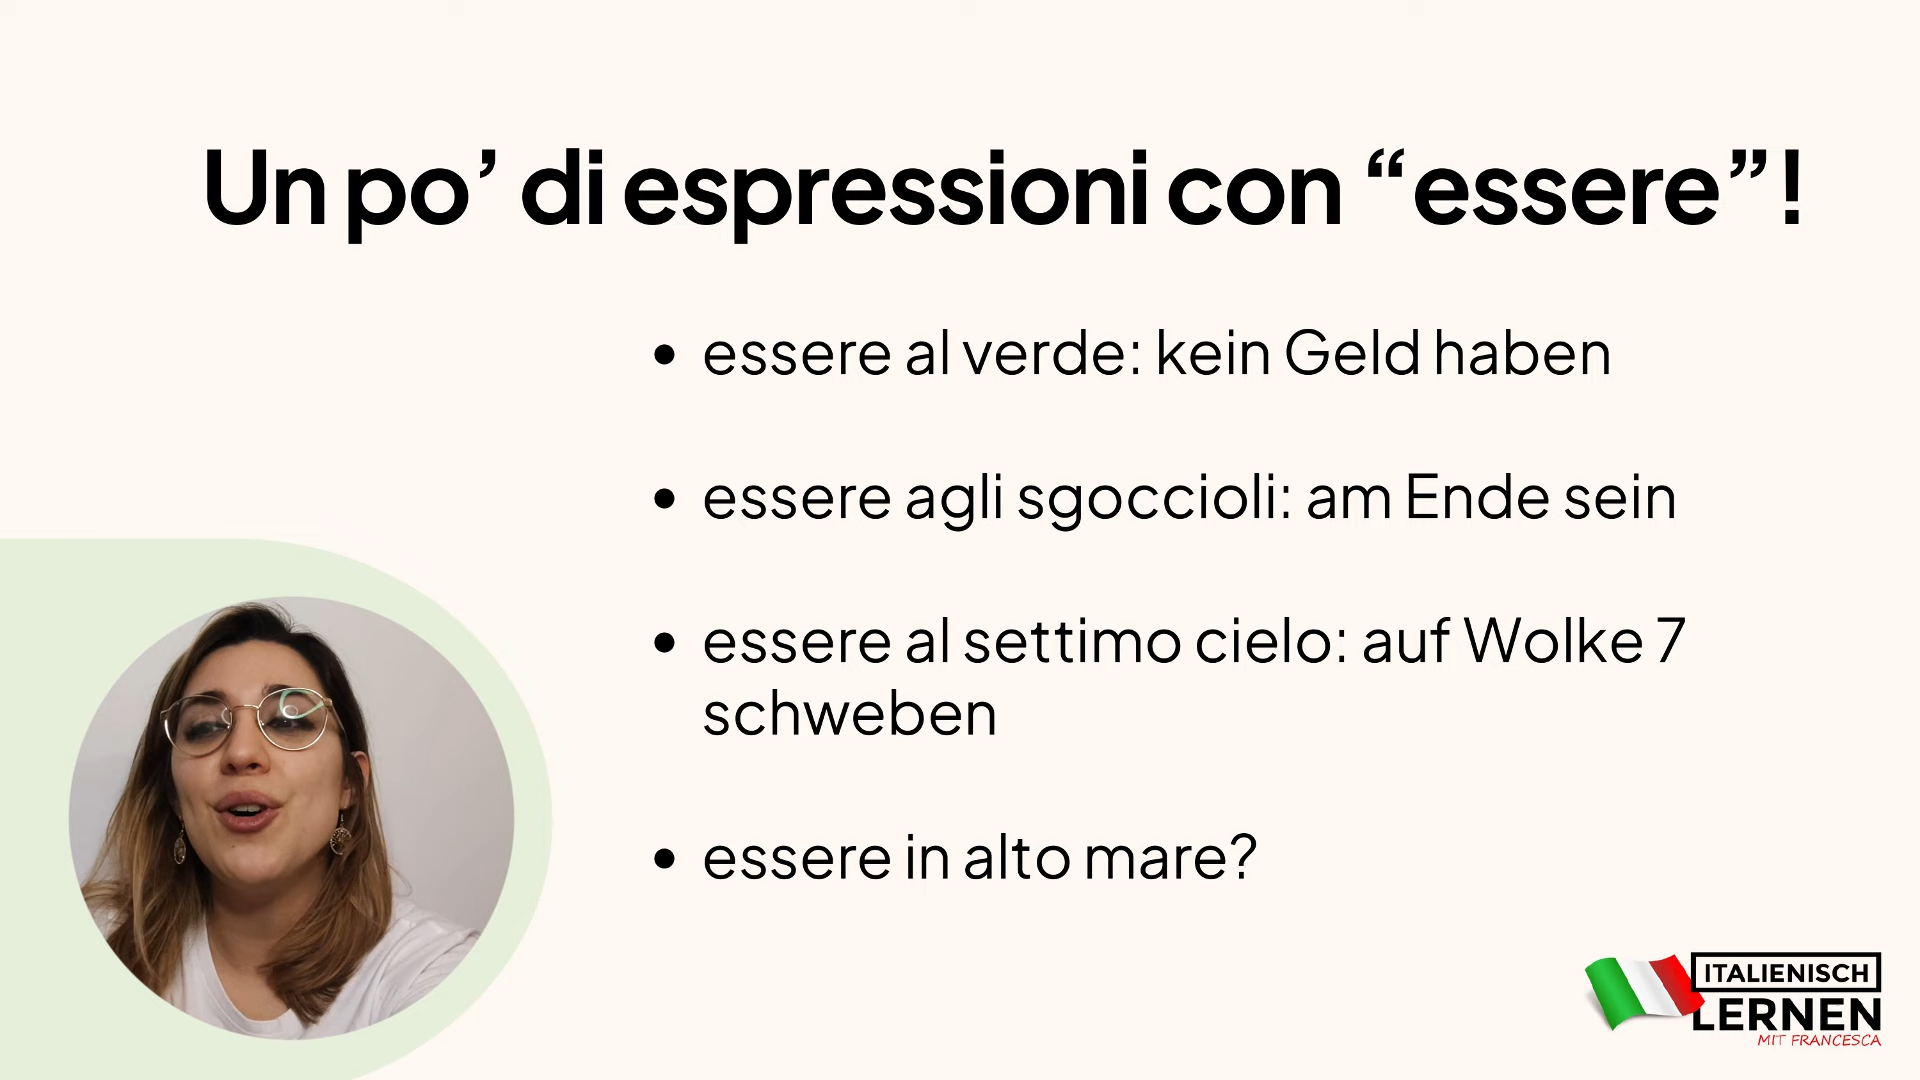 Un po’ di espressioni con “essere”!
• essere al verde: kein Geld haben
• essere agli sgoccioli: am Ende sein
• essere al settimo cielo: auf Wolke 7
schweben
• essere in alto mare?
ITALIENISCH
LERNEN
MIT FRANCESCA